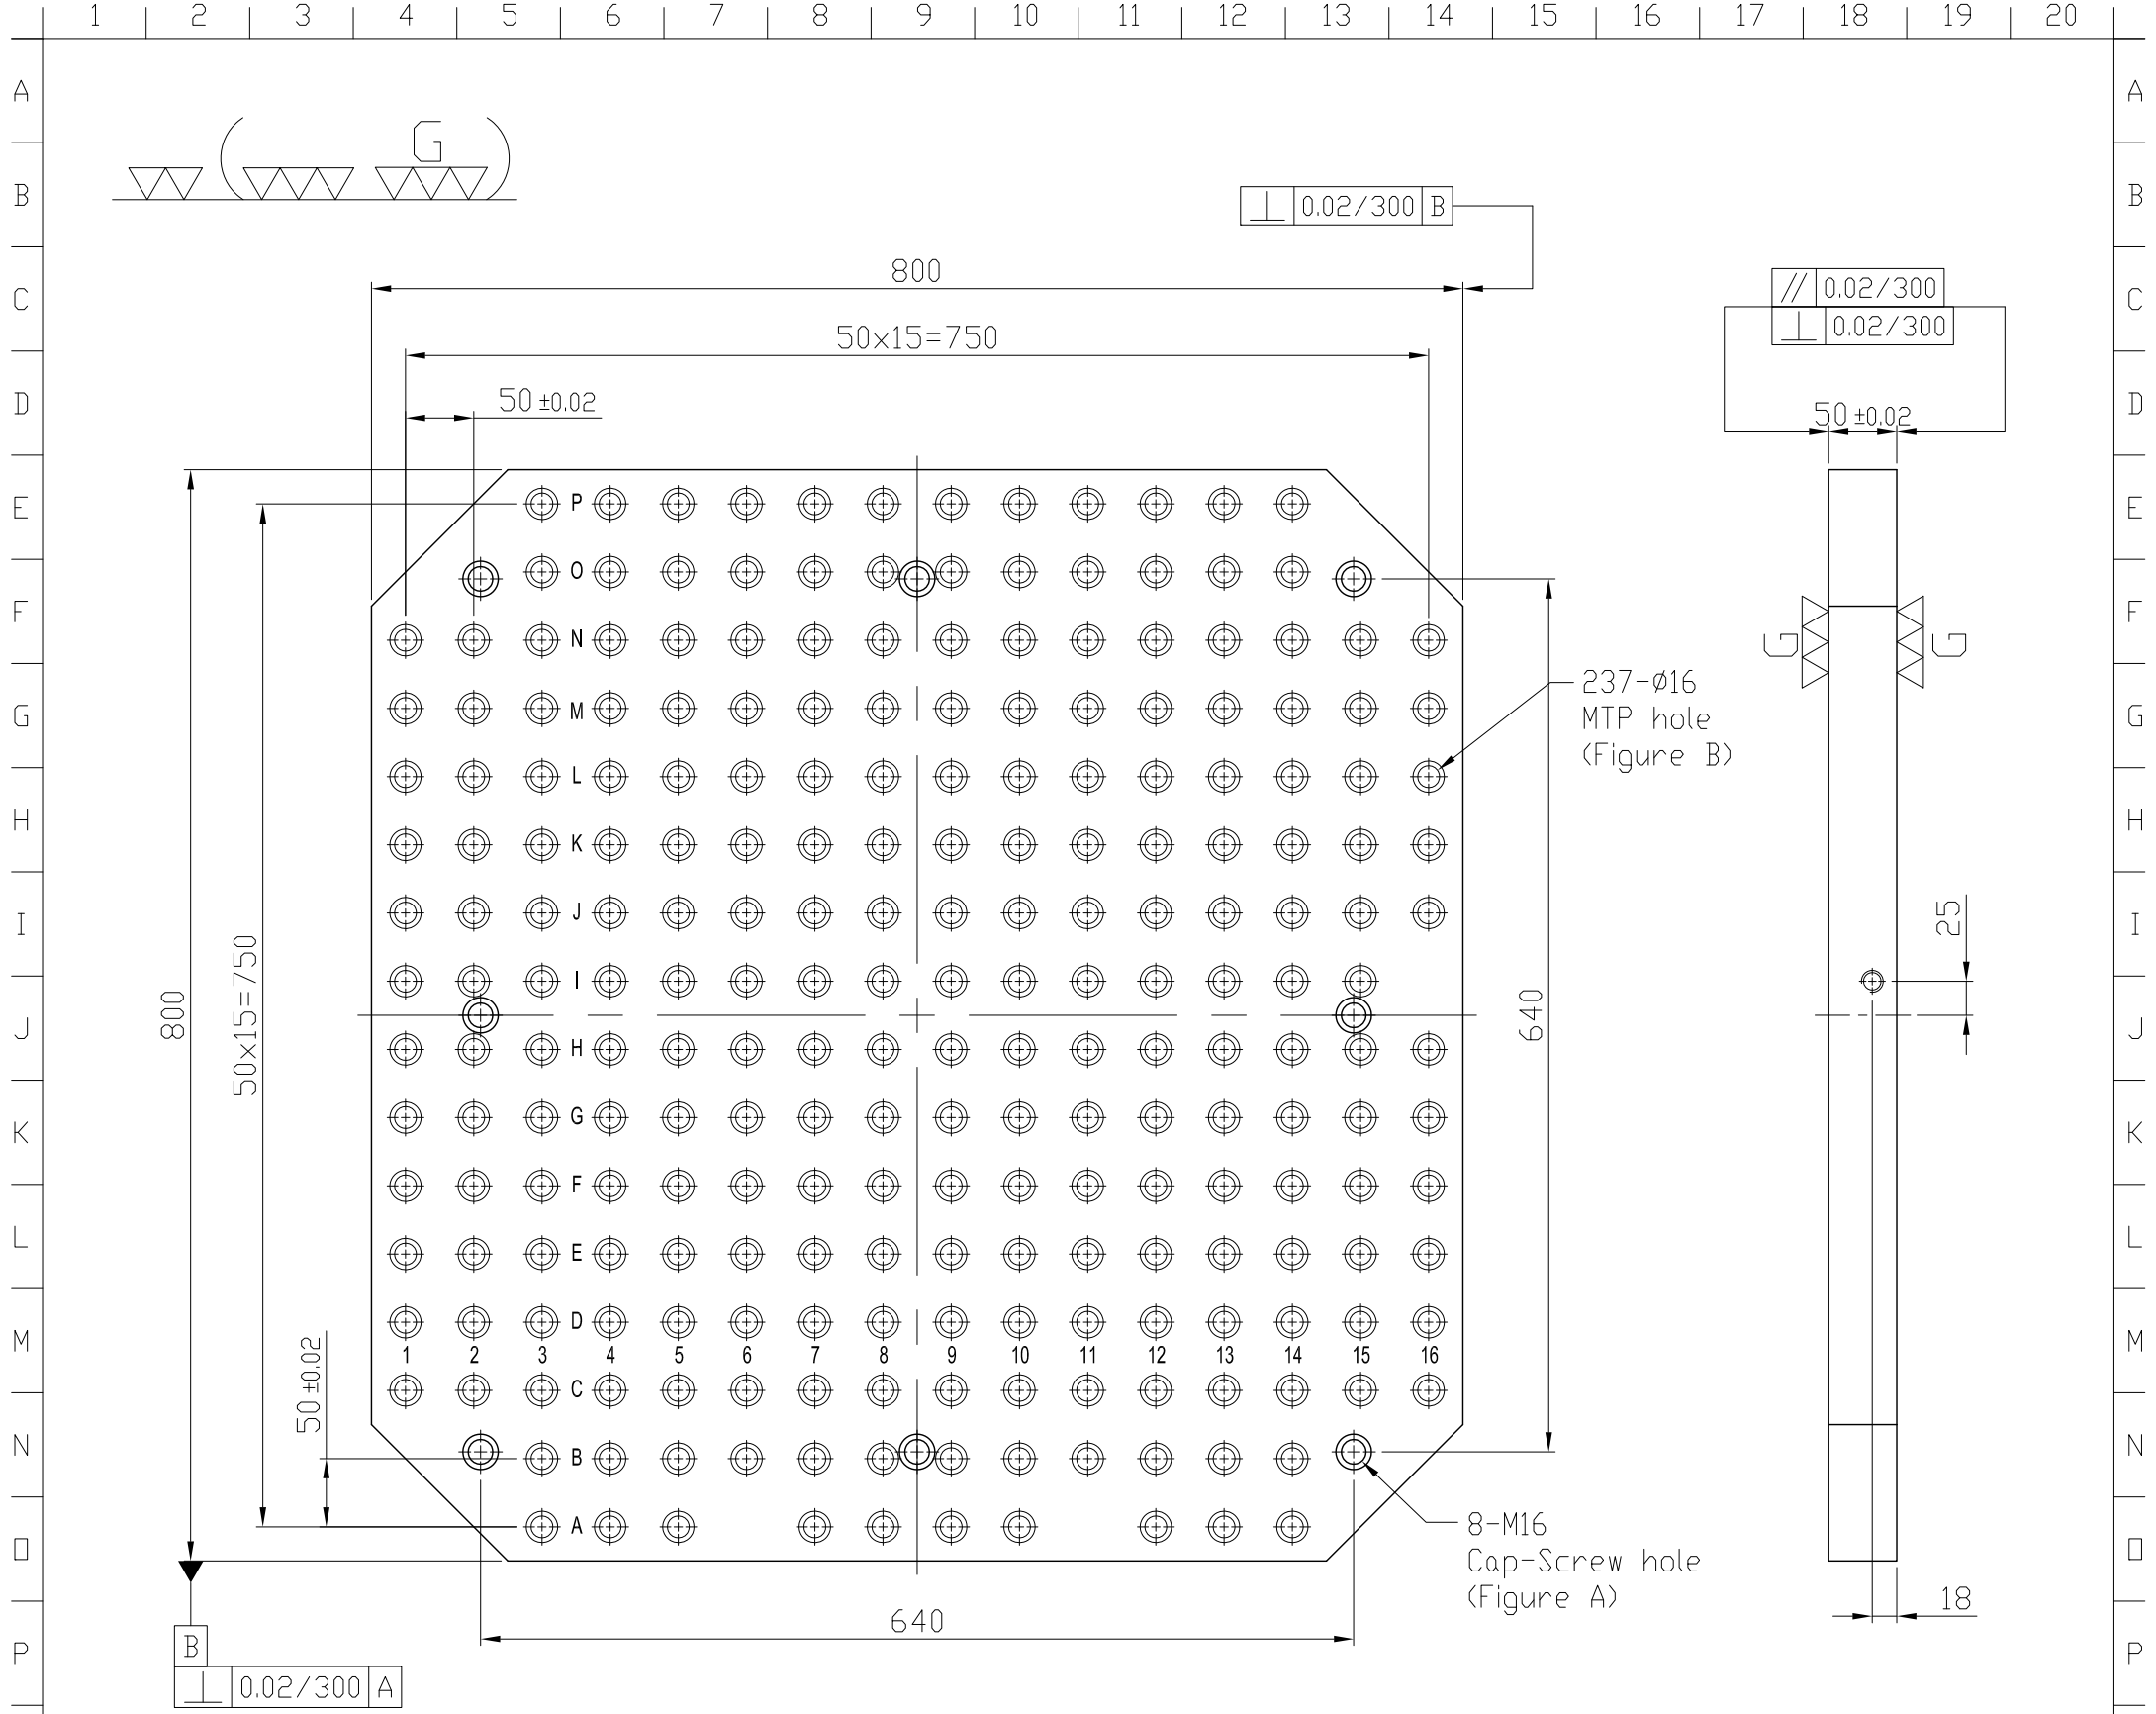 1 2 3 4 5 6 7 8 9 10 11 12 13 14 15 16 17 18 19 20
A A
B B
C C
D D
E E
F F
G G
H H
I I
J J
K K
L L
M M
N N
O O
P P
G
⊥ 0.02/300 B
800
50x15=750
50 ±0.02
// 0.02/300
⊥ 0.02/300
50 ±0.02
P
O
N
M
L
K
J
I
H
G
F
E
D
1 2 3 4 5 6 7 8 9 10 11 12 13 14 15 16
C
B
A
237-ø16
MTP hole
(Figure B)
G G
25
800
50x15=750
640
50 ±0.02
8-M16
Cap-Screw hole
(Figure A)
18
640
B
⊥ 0.02/300 A